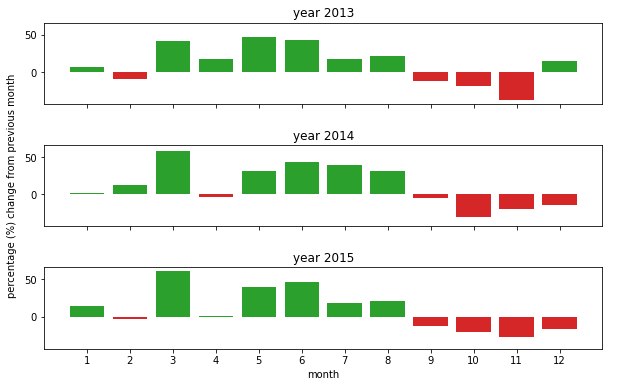 year 2013
50
0
year 2014
50
0
percentage (%) change from previous month
year 2015
50
0
1 2 3 4 5 6 7 8 9 10 11 12
month